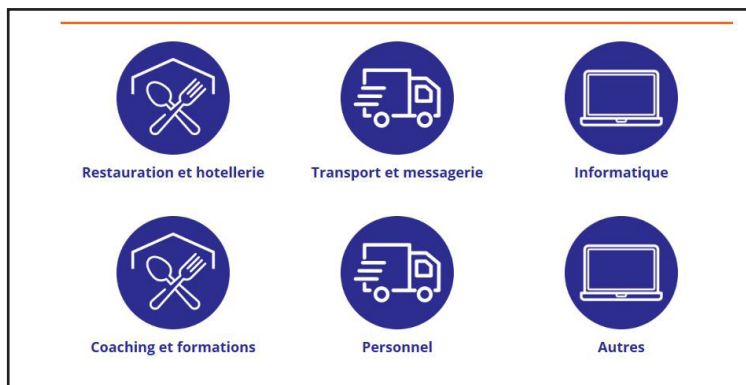 Restauration et hotellerie
Transport et messagerie
Informatique
Coaching et formations
Personnel
Autres